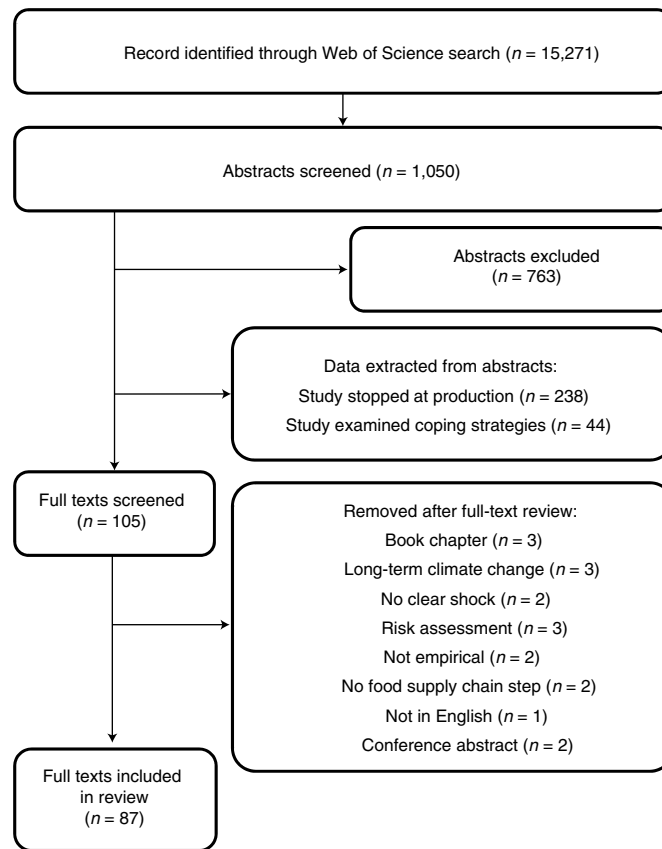 Record identified through Web of Science search (n = 15,271)
Abstracts screened (n = 1,050)
Abstracts excluded
(n = 763)
Data extracted from abstracts:
Study stopped at production (n = 238)
Study examined coping strategies (n = 44)
Full texts screened
(n = 105)
Removed after full-text review:
Book chapter (n = 3)
Long-term climate change (n = 3)
No clear shock (n = 2)
Risk assessment (n = 3)
Not empirical (n = 2)
No food supply chain step (n = 2)
Not in English (n = 1)
Conference abstract (n = 2)
Full texts included
in review
(n = 87)